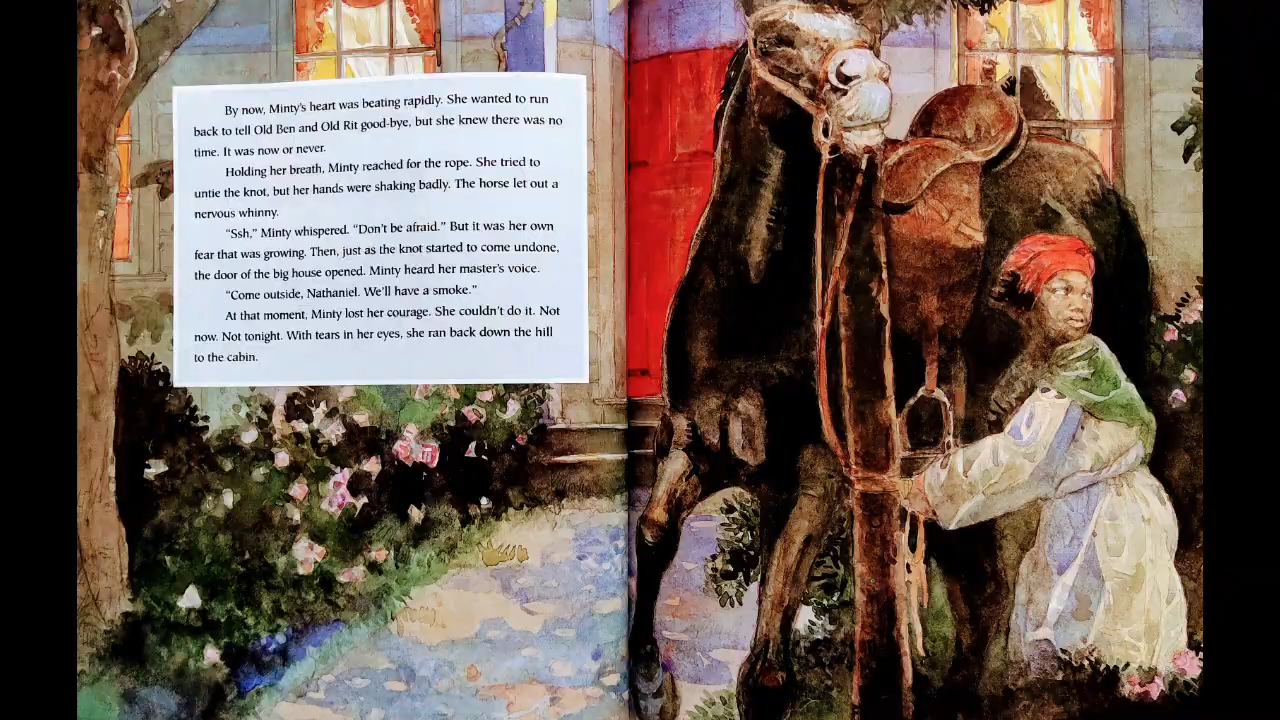 By now, Minty's heart was beating rapidly. She wanted to run
back to tell Old Ben and Old Rit good-bye, but she knew there was no
time. It was now or never.
Holding her breath, Minty reached for the rope. She tried to
untie the knot, but her hands were shaking badly. The horse let out a
nervous whinny.
“Ssh,” Minty whispered. “Don't be afraid.” But it was her own
fear that was growing. Then, just as the knot started to come undone,
the door of the big house opened. Minty heard her master's voice.
“Come outside, Nathaniel. We'll have a smoke.”
At that moment, Minty lost her courage. She couldn't do it. Not
now. Not tonight. With tears in her eyes, she ran back down the hill
to the cabin.